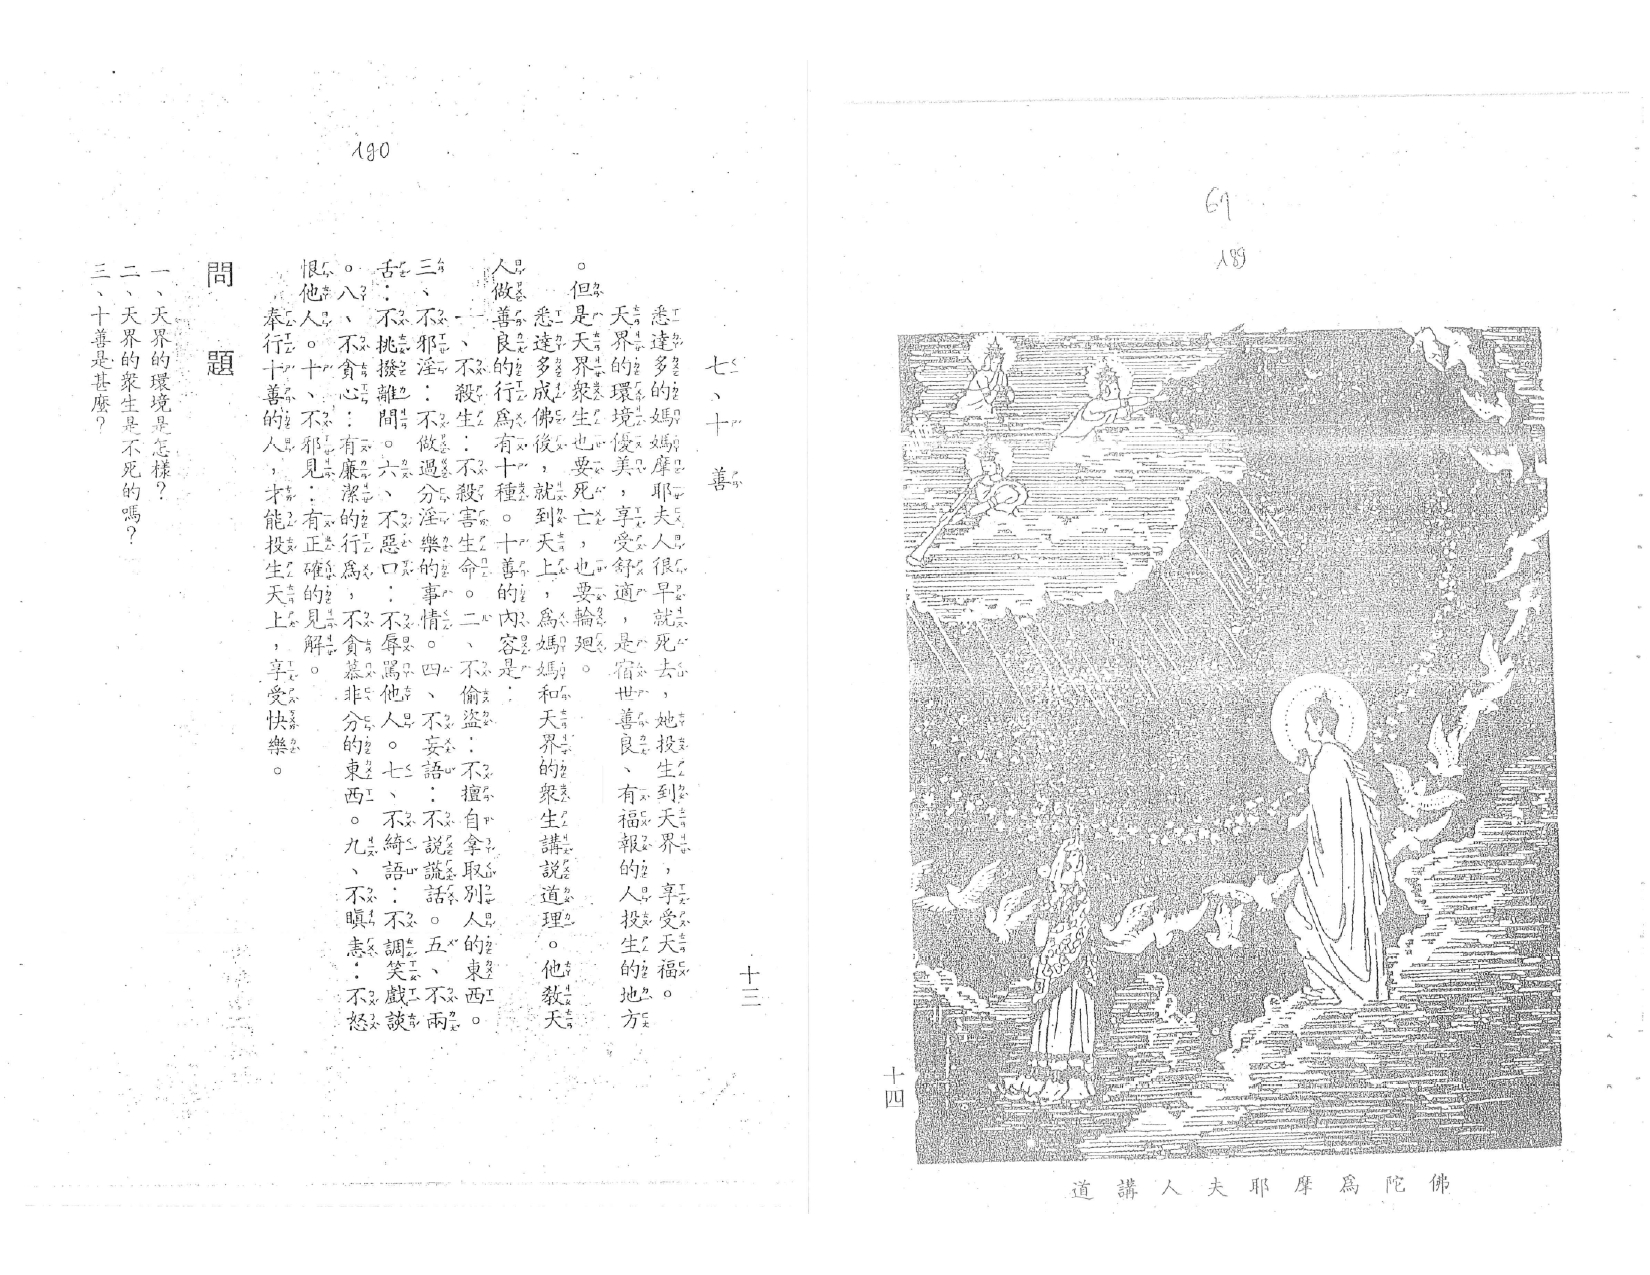 190
七、十善
悉達多的媽媽摩耶夫人很早就死去，她投生到天界，享受天福。
天界的環境優美，享受舒適，是宿世善良、有福報的人投生的地方
。但是天界衆生也要死亡，也要輪廻。
悉達多成佛後，就到天上，爲媽媽和天界的衆生講説道理。他教天
人做善良的行爲有十種。十善的內容是：
一、不殺生：不殺害生命。二、不偷盜：不擅自拿取別人的東西。
三、不邪淫：不做過分淫樂的事情。四、不妄語：不説謊話。五、不兩
舌：不挑撥離間。六、不惡口：不辱罵他人。七、不綺語：不調笑戲談
。八、不貪心：有廉潔的行爲，不貪慕非分的東西。九、不瞋恚：不怒
恨他人。十、不邪見：有正確的見解。
奉行十善的人，才能投生天上，享受快樂。
問題
一、天界的環境是怎樣？
二、天界的衆生是不死的嗎？
三、十善是甚麼？
十三
189
佛陀爲摩耶夫人講道
十四